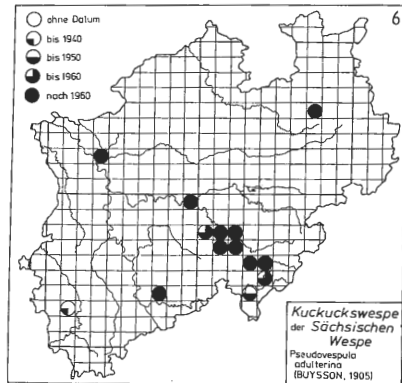 ohne Datum
6
bis 1940
bis 1950
bis 1960
nach 1960
Kuckuckswespe
der Sächsischen
Wespe
Pseudovespula
adulterina
(BUYSSON, 1905)